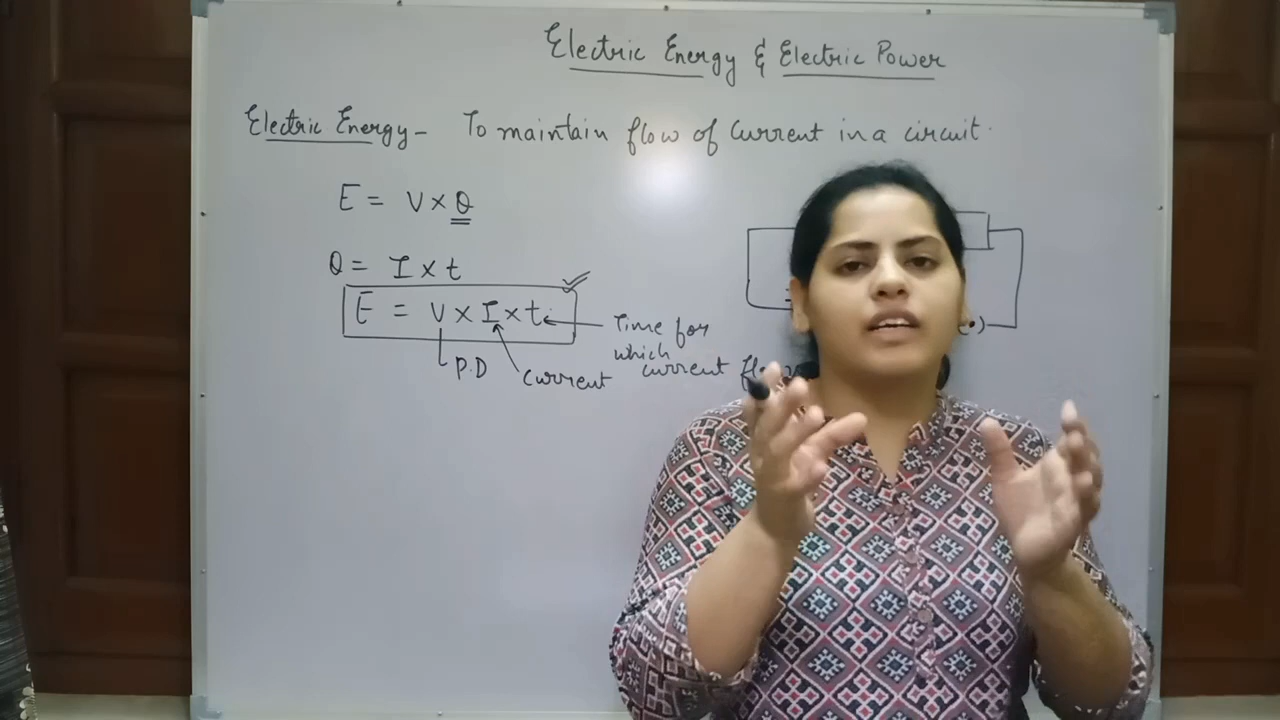 Electric Energy & Electric Power
Electric Energy - To maintain flow of current in a circuit.
E = V × Q
Q = I × t
E = V × I × t
P.D
Current
Time for
which
current